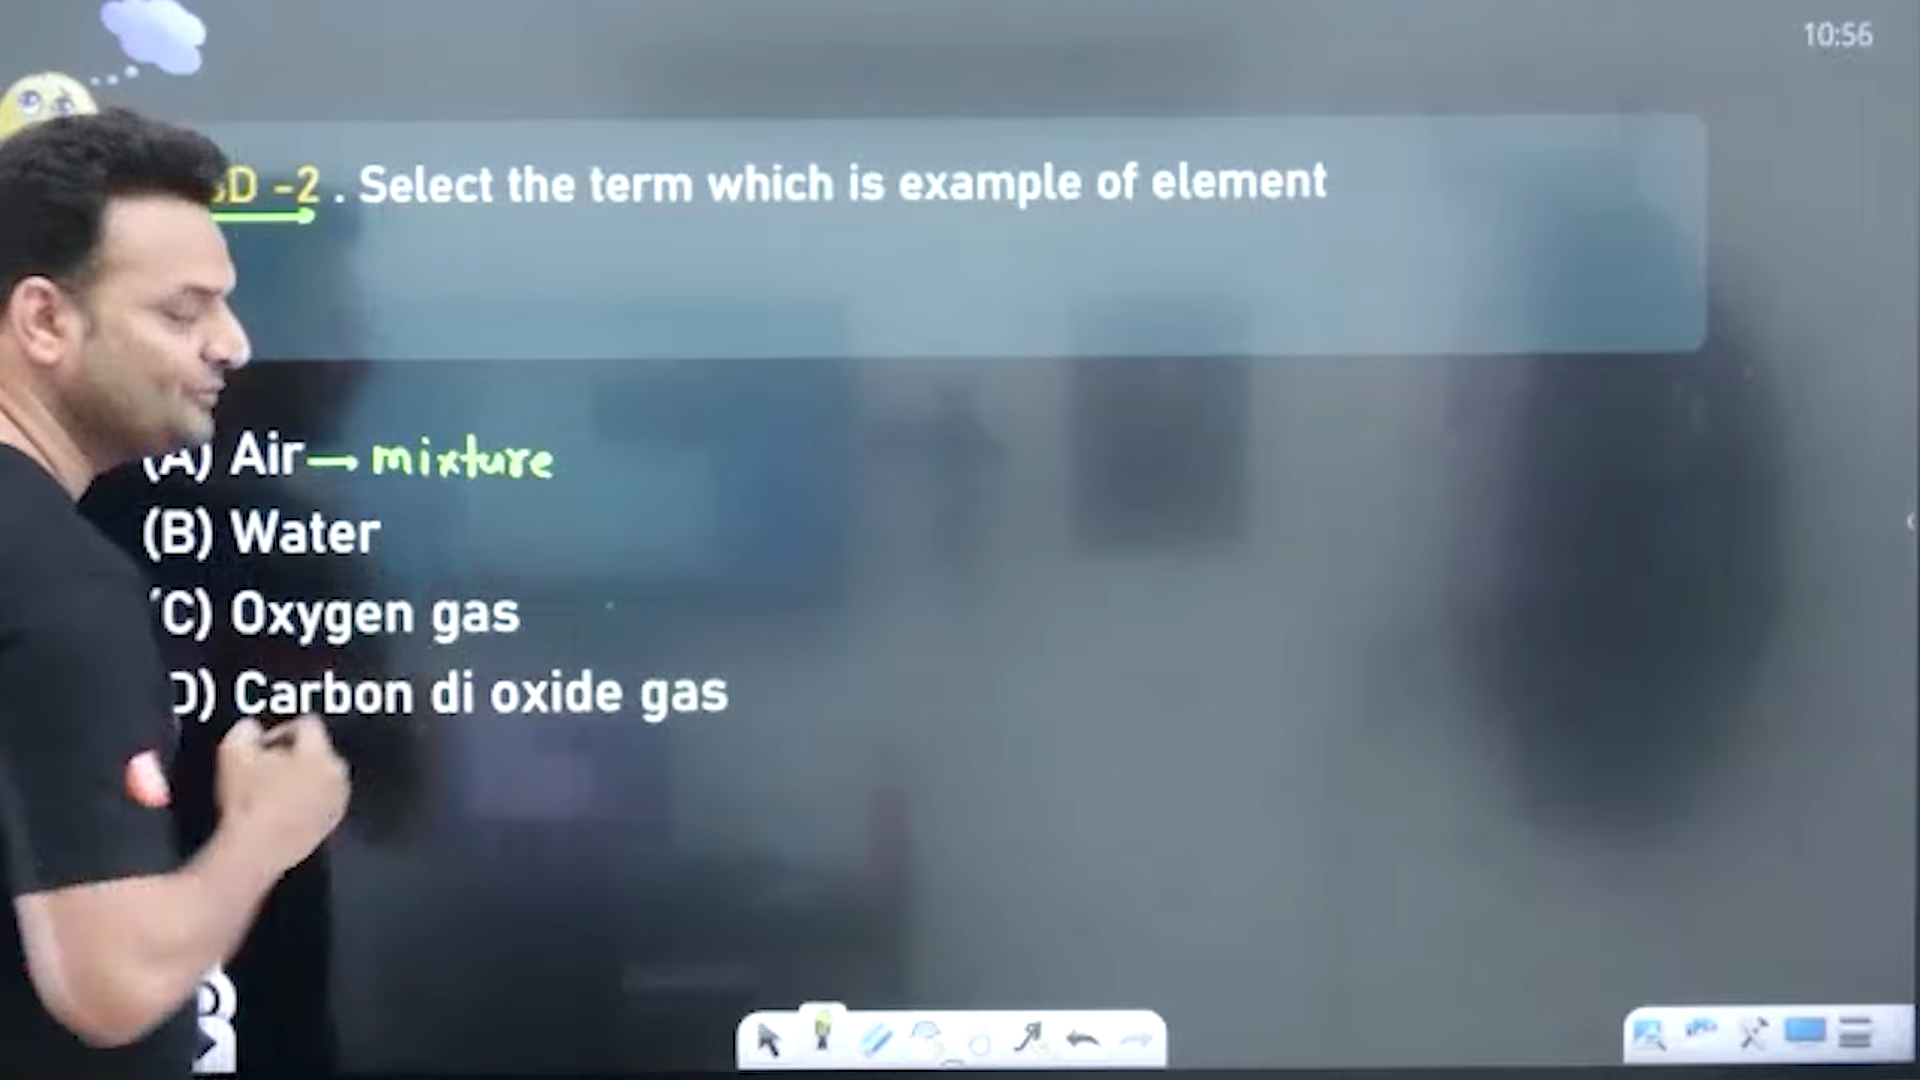 10:56
D -2 . Select the term which is example of element
(A) Air → mixture
(B) Water
C) Oxygen gas
D) Carbon di oxide gas